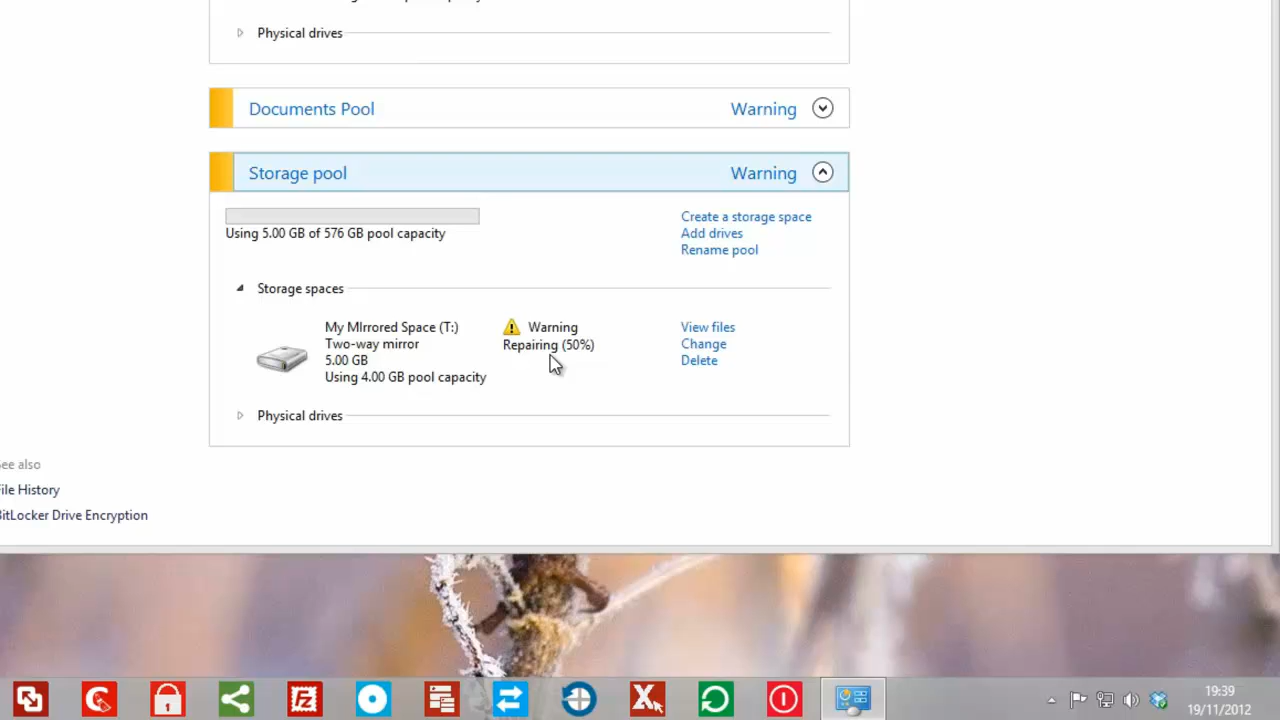 Physical drives
Documents Pool
Warning
Storage pool
Warning
Using 5.00 GB of 576 GB pool capacity
Create a storage space
Add drives
Rename pool
Storage spaces
My MIrrored Space (T:)
Two-way mirror
5.00 GB
Using 4.00 GB pool capacity
Warning
Repairing (50%)
View files
Change
Delete
Physical drives
ee also
File History
BitLocker Drive Encryption
19:39
19/11/2012